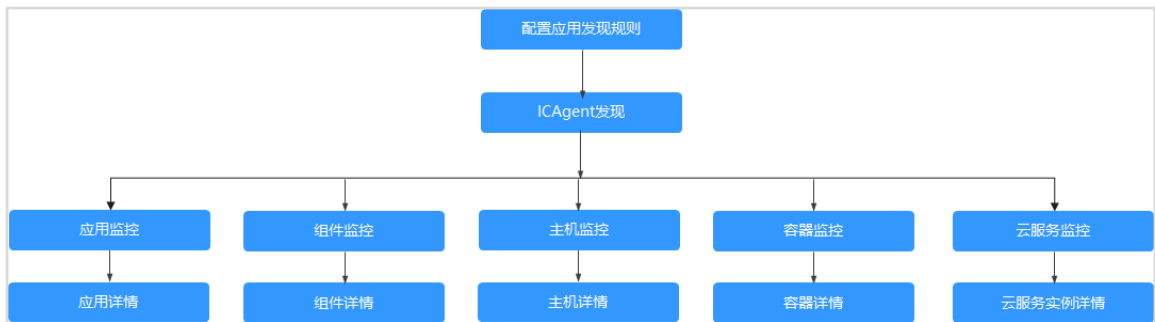 配置应用发现规则
ICAgent发现
应用监控
组件监控
主机监控
容器监控
云服务监控
应用详情
组件详情
主机详情
容器详情
云服务实例详情